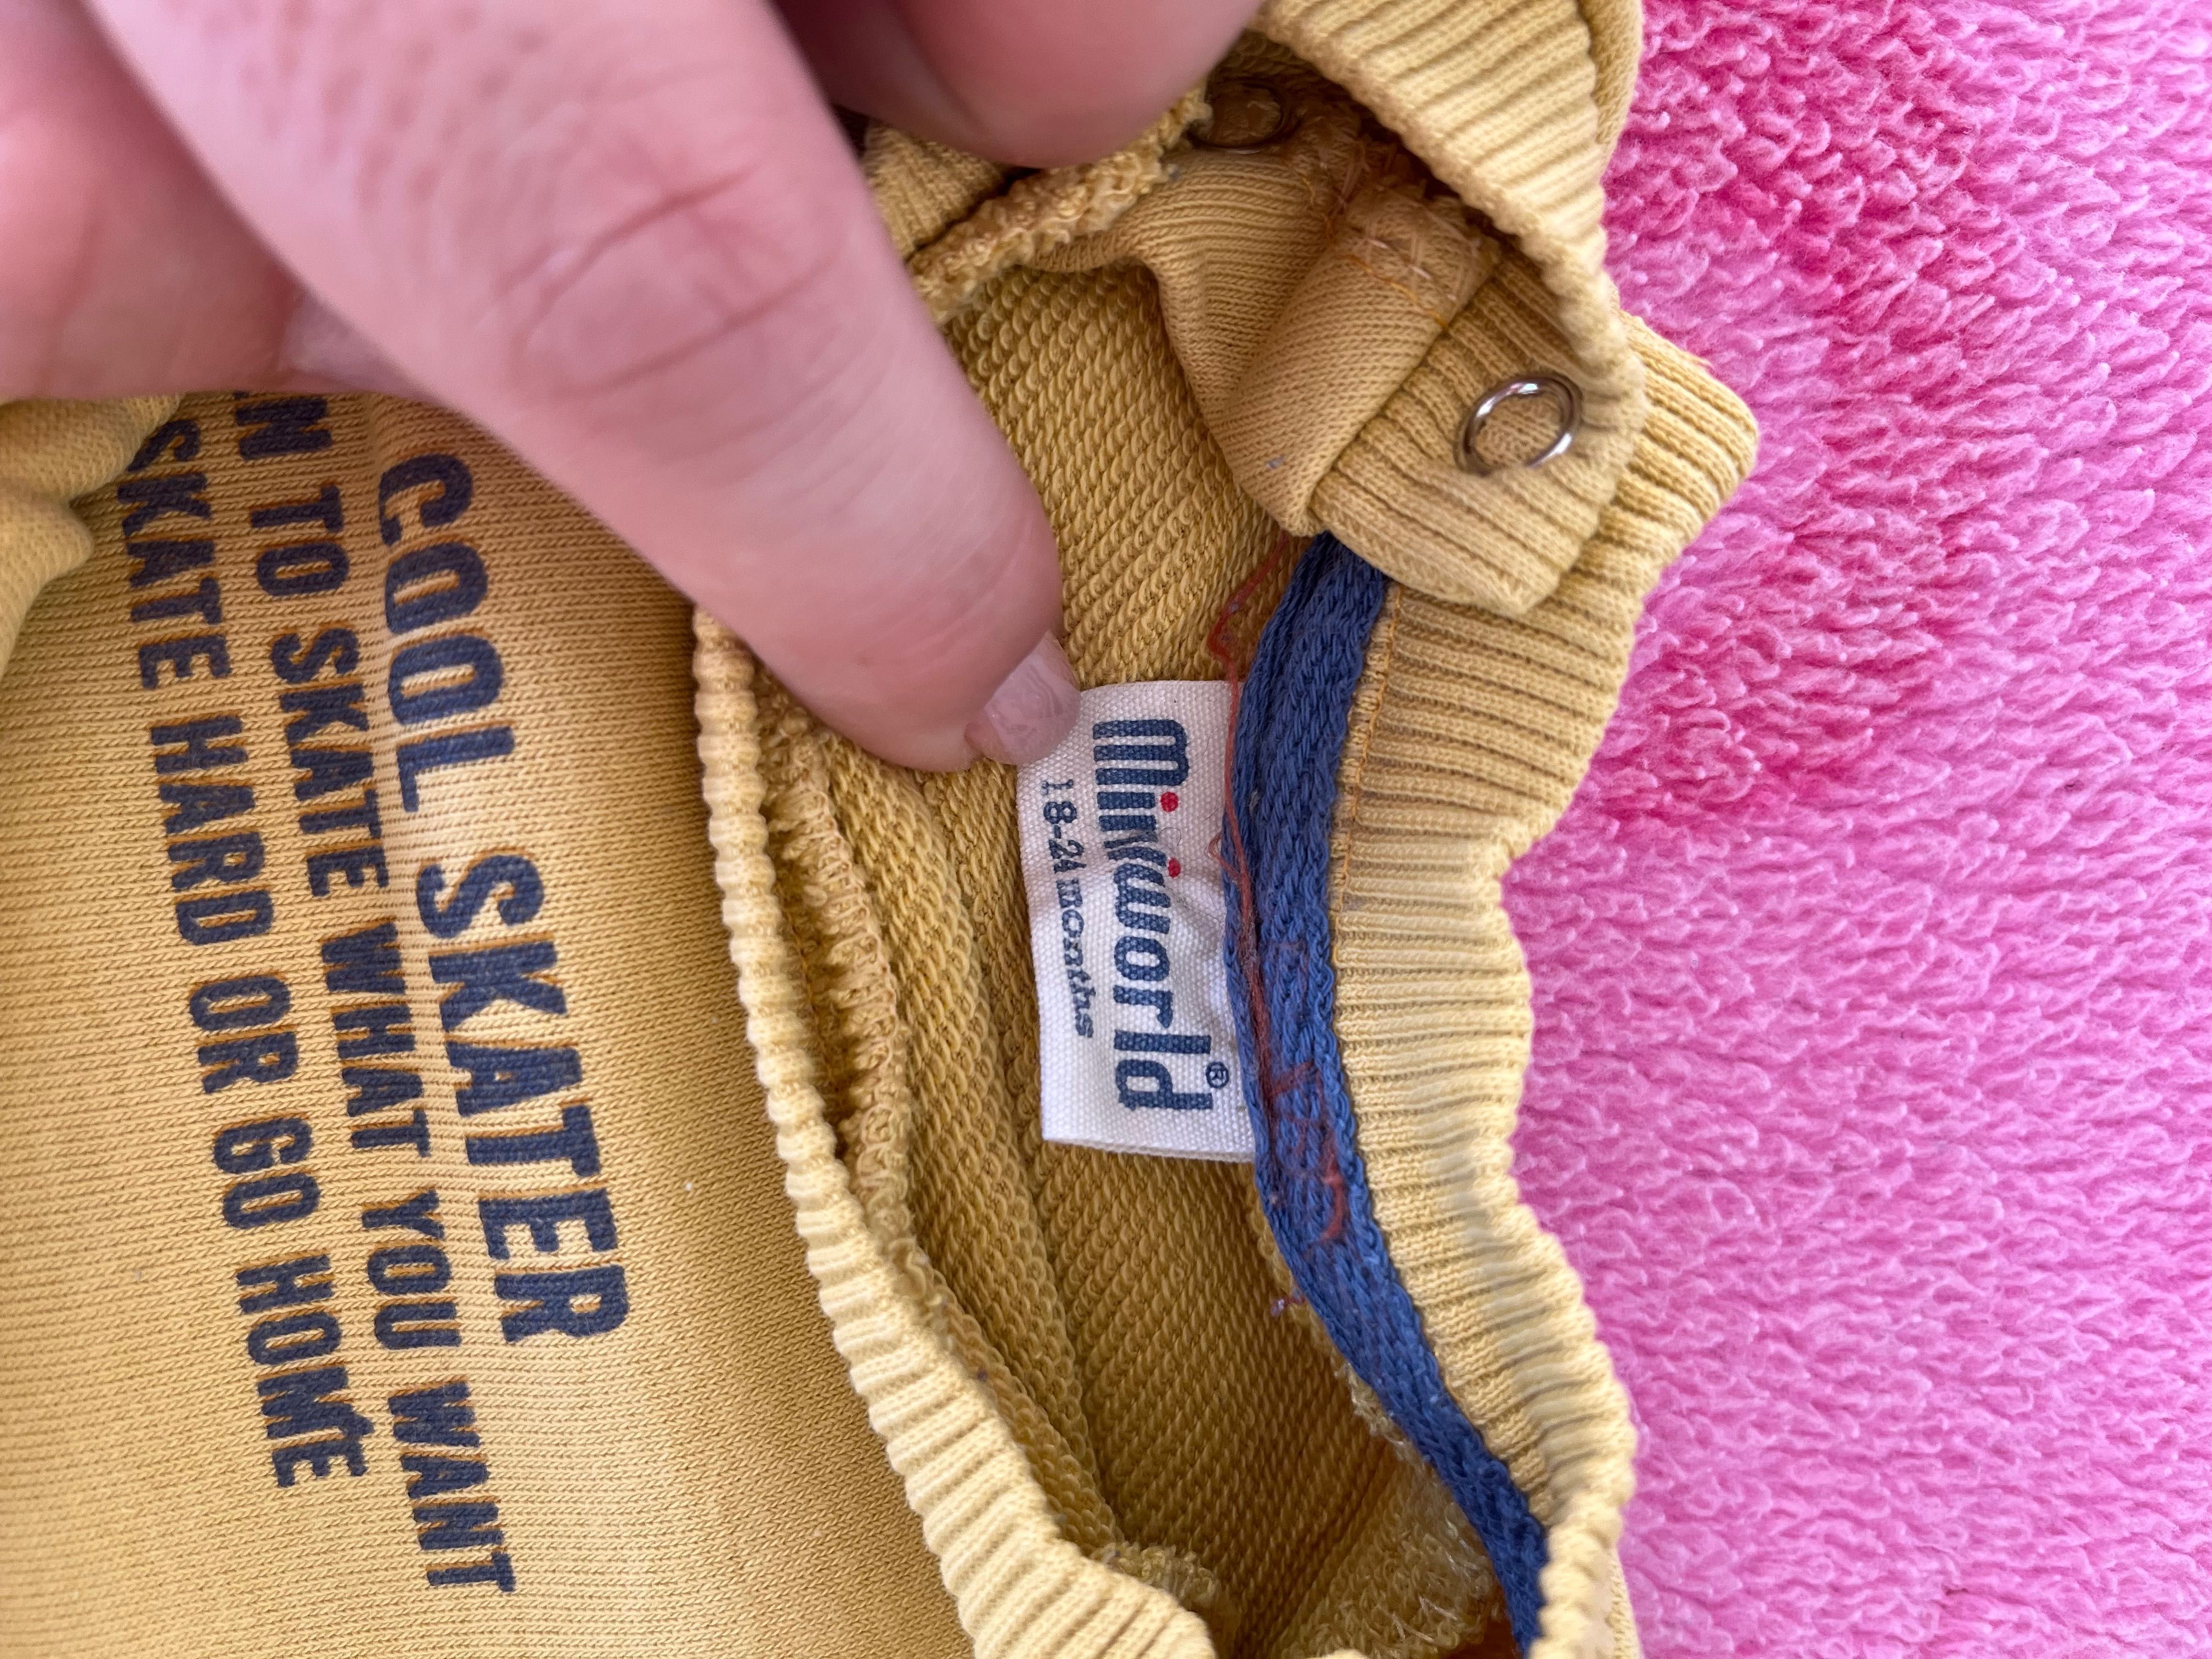 COOL SKATER
TO SKATE WHAT YOU WANT
SKATE HARD OR GO HOME
Miniworld®
18-24 months